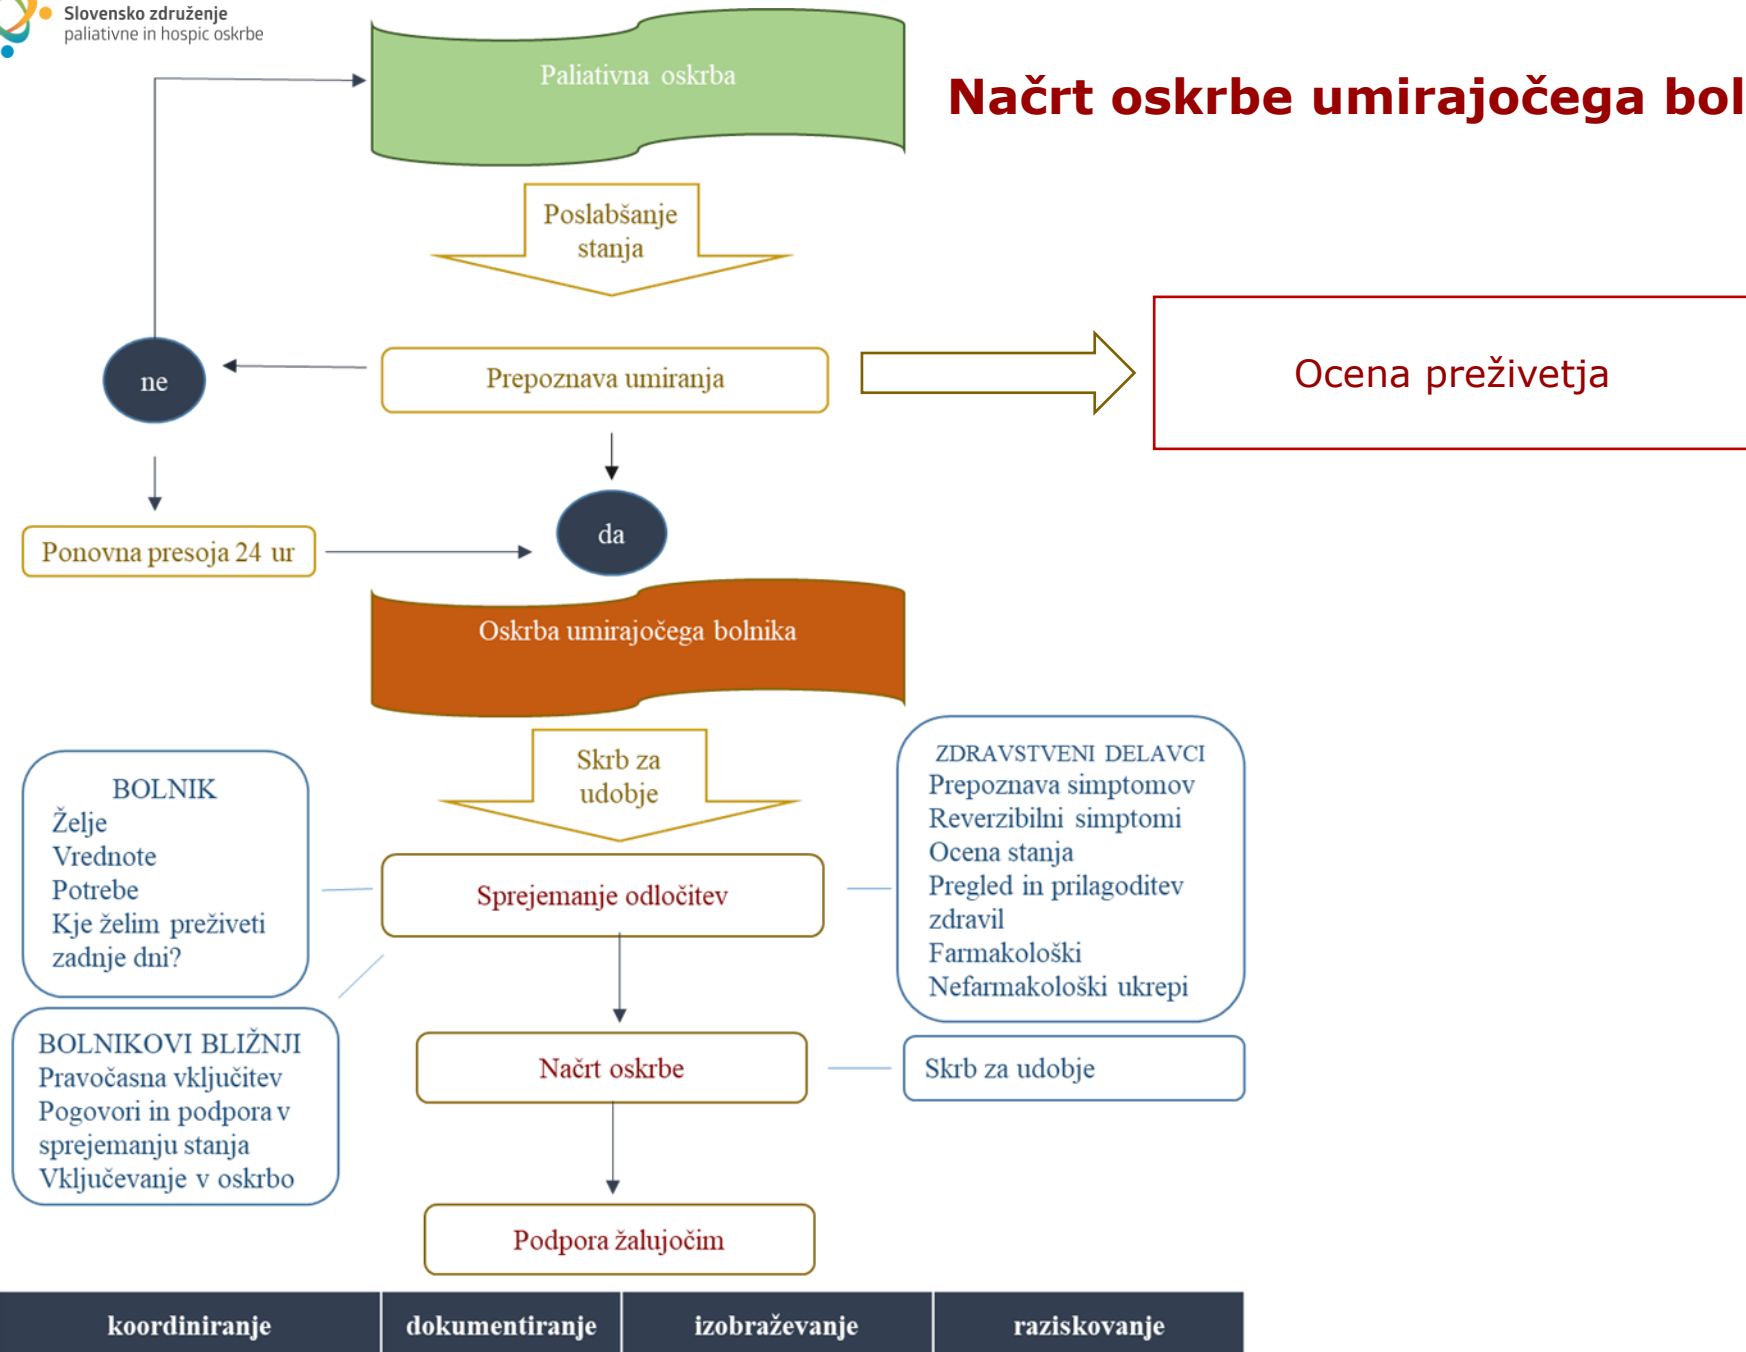 Slovensko združenje
paliativne in hospic oskrbe
Paliativna oskrba
Načrt oskrbe umirajočega bol
Poslabšanje
stanja
ne
Prepoznava umiranja
Ocena preživetja
da
Ponovna presoja 24 ur
Oskrba umirajočega bolnika
Skrb za
udobje
BOLNIK
Želje
Vrednote
Potrebe
Kje želim preživeti
zadnje dni?
Sprejemanje odločitev
ZDRAVSTVENI DELAVCI
Prepoznava simptomov
Reverzibilni simptomi
Ocena stanja
Pregled in prilagoditev
zdravil
Farmakološki
Nefarmakološki ukrepi
BOLNIKOVI BLIŽNJI
Pravočasna vključitev
Pogovori in podpora v
sprejemanju stanja
Vključevanje v oskrbo
Načrt oskrbe
Skrb za udobje
Podpora žalujočim
koordiniranje
dokumentiranje
izobraževanje
raziskovanje